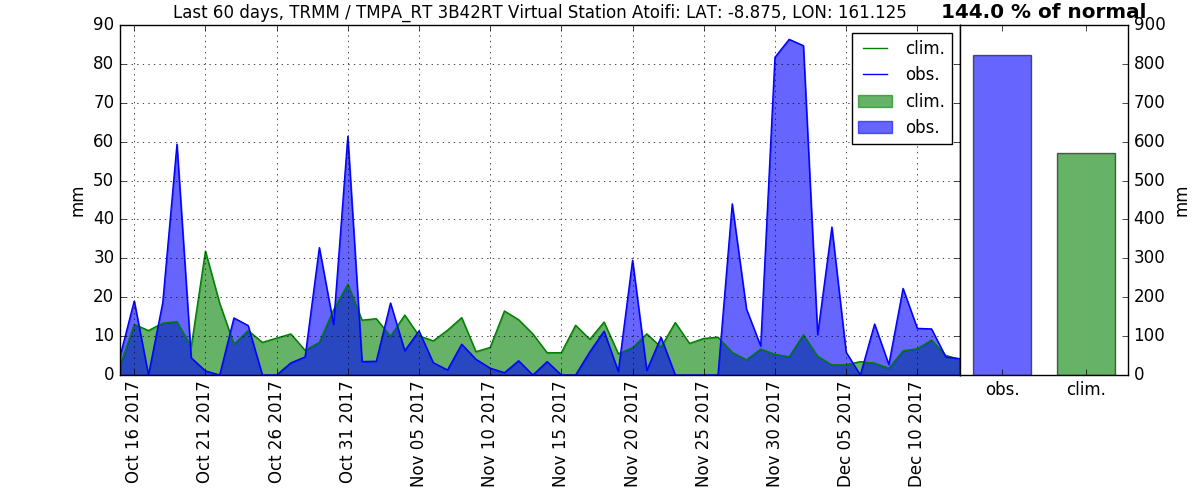 Last 60 days, TRMM / TMPA_RT 3B42RT Virtual Station Atoifi: LAT: -8.875, LON: 161.125
144.0 % of normal
90
80
70
60
50
40
30
20
10
0
mm
clim.
obs.
clim.
obs.
900
800
700
600
500
400
300
200
100
0
mm
Oct 16 2017
Oct 21 2017
Oct 26 2017
Oct 31 2017
Nov 05 2017
Nov 10 2017
Nov 15 2017
Nov 20 2017
Nov 25 2017
Nov 30 2017
Dec 05 2017
Dec 10 2017
obs.
clim.